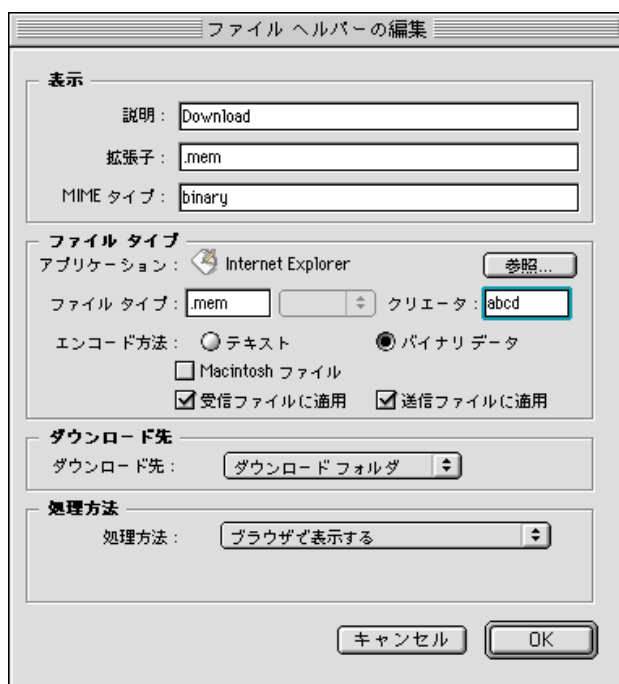 ファイル ヘルパーの編集
表示
説明： Download
拡張子： .mem
MIME タイプ： binary
ファイル タイプ
アプリケーション： Internet Explorer 参照...
ファイル タイプ： .mem クリエータ： abcd
エンコード方法： テキスト バイナリ データ
Macintosh ファイル
受信ファイルに適用 送信ファイルに適用
ダウンロード先
ダウンロード先： ダウンロード フォルダ
処理方法
処理方法： ブラウザで表示する
キャンセル OK